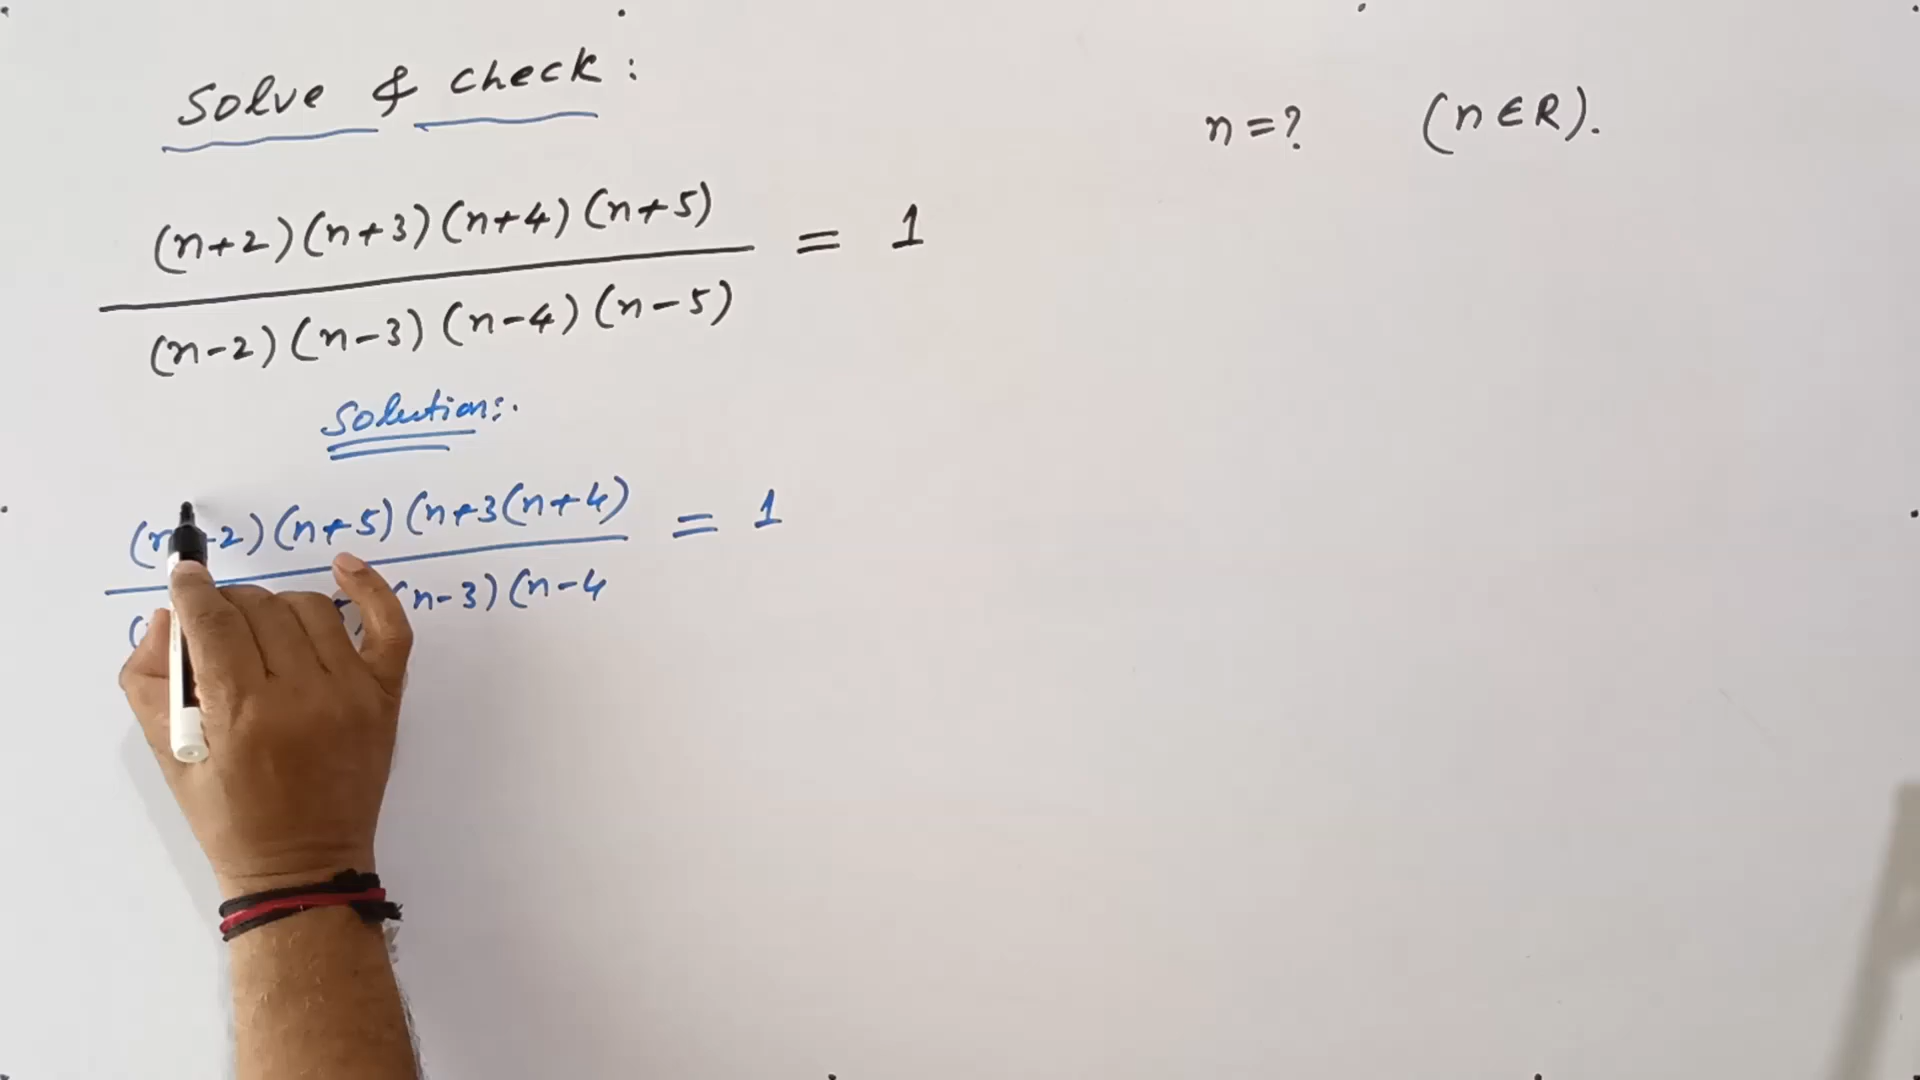 Solve & check :
n = ? (n ∈ R).
(n+2)(n+3)(n+4)(n+5)
= 1
(n-2)(n-3)(n-4)(n-5)
Solution:.
2)(n+5)(n+3(n+4)
= 1
n-3)(n-4